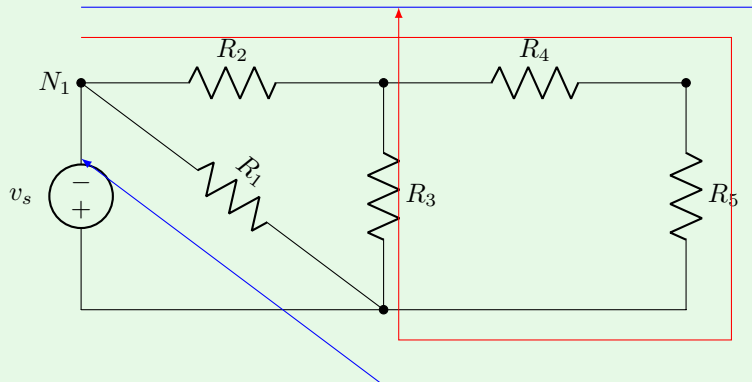 R₂
R₄
N₁
R₁
−
+
vₛ
R₃
R₅